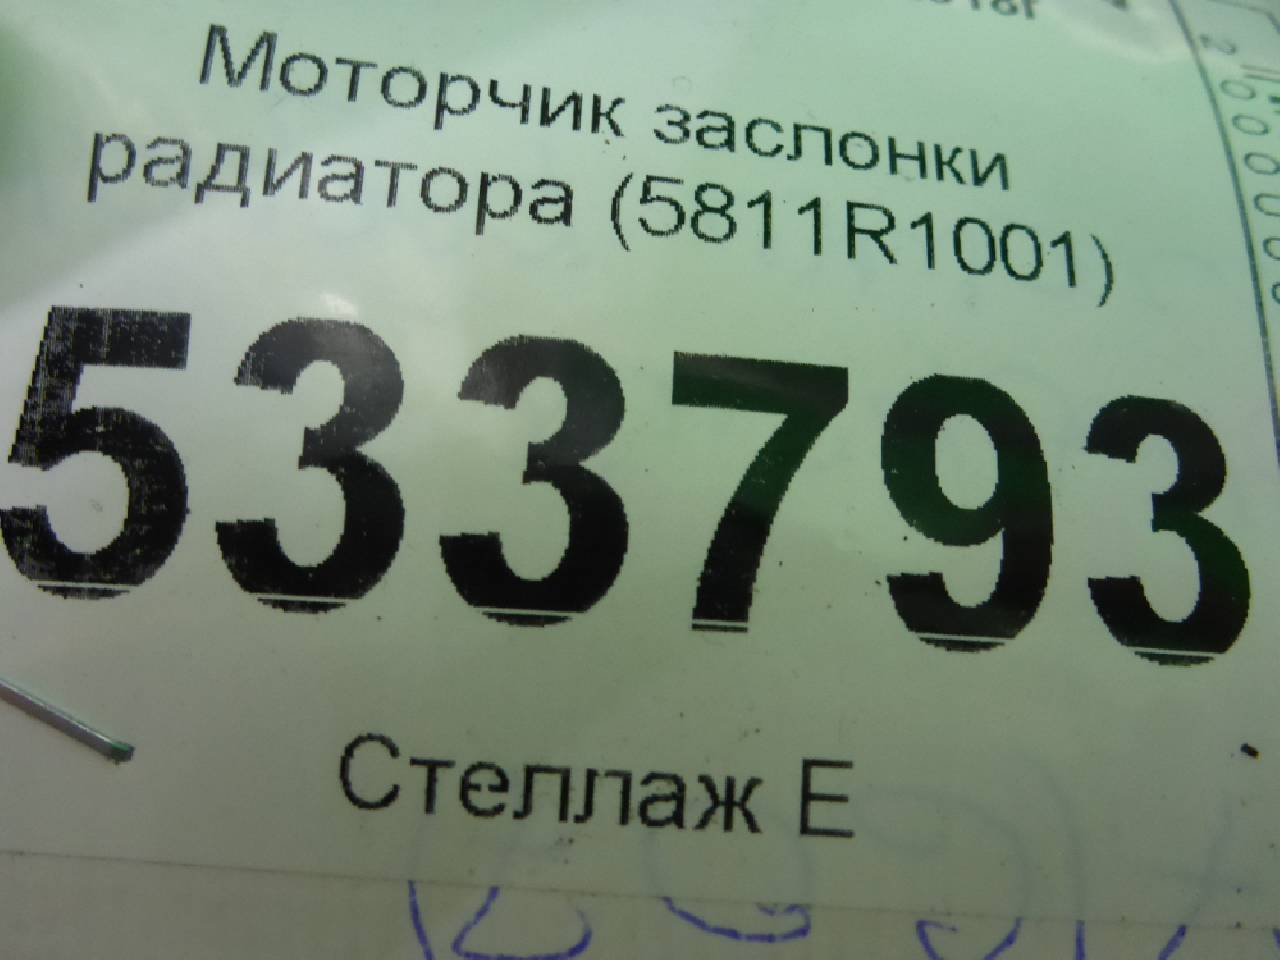 Моторчик заслонки
радиатора (5811R1001)
533793
Стеллаж Е